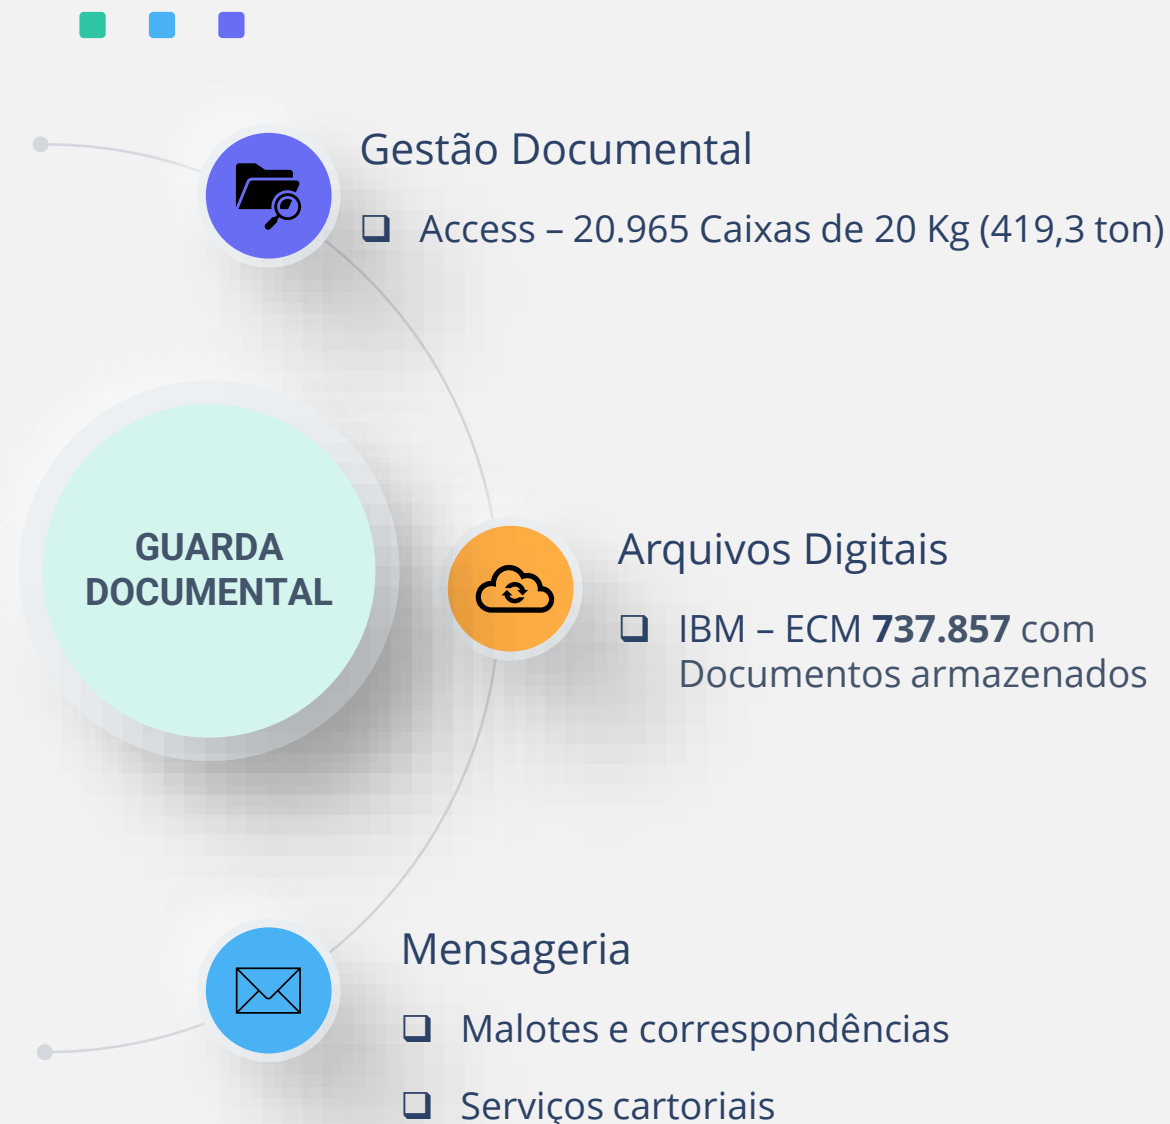 Gestão Documental
❑ Access – 20.965 Caixas de 20 Kg (419,3 ton)
GUARDA
DOCUMENTAL
Arquivos Digitais
❑ IBM – ECM 737.857 com
Documentos armazenados
Mensageria
❑ Malotes e correspondências
❑ Serviços cartoriais